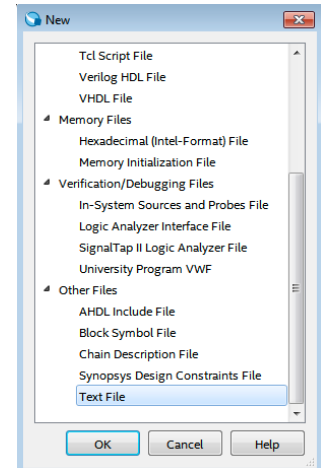 New
Tcl Script File
Verilog HDL File
VHDL File
Memory Files
Hexadecimal (Intel-Format) File
Memory Initialization File
Verification/Debugging Files
In-System Sources and Probes File
Logic Analyzer Interface File
SignalTap II Logic Analyzer File
University Program VWF
Other Files
AHDL Include File
Block Symbol File
Chain Description File
Synopsys Design Constraints File
Text File
OK Cancel Help